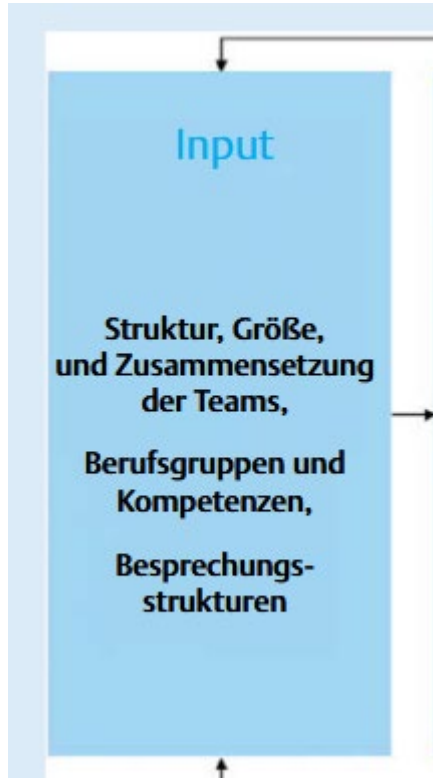 Input
Struktur, Größe,
und Zusammensetzung
der Teams,
Berufsgruppen und
Kompetenzen,
Besprechungs-
strukturen